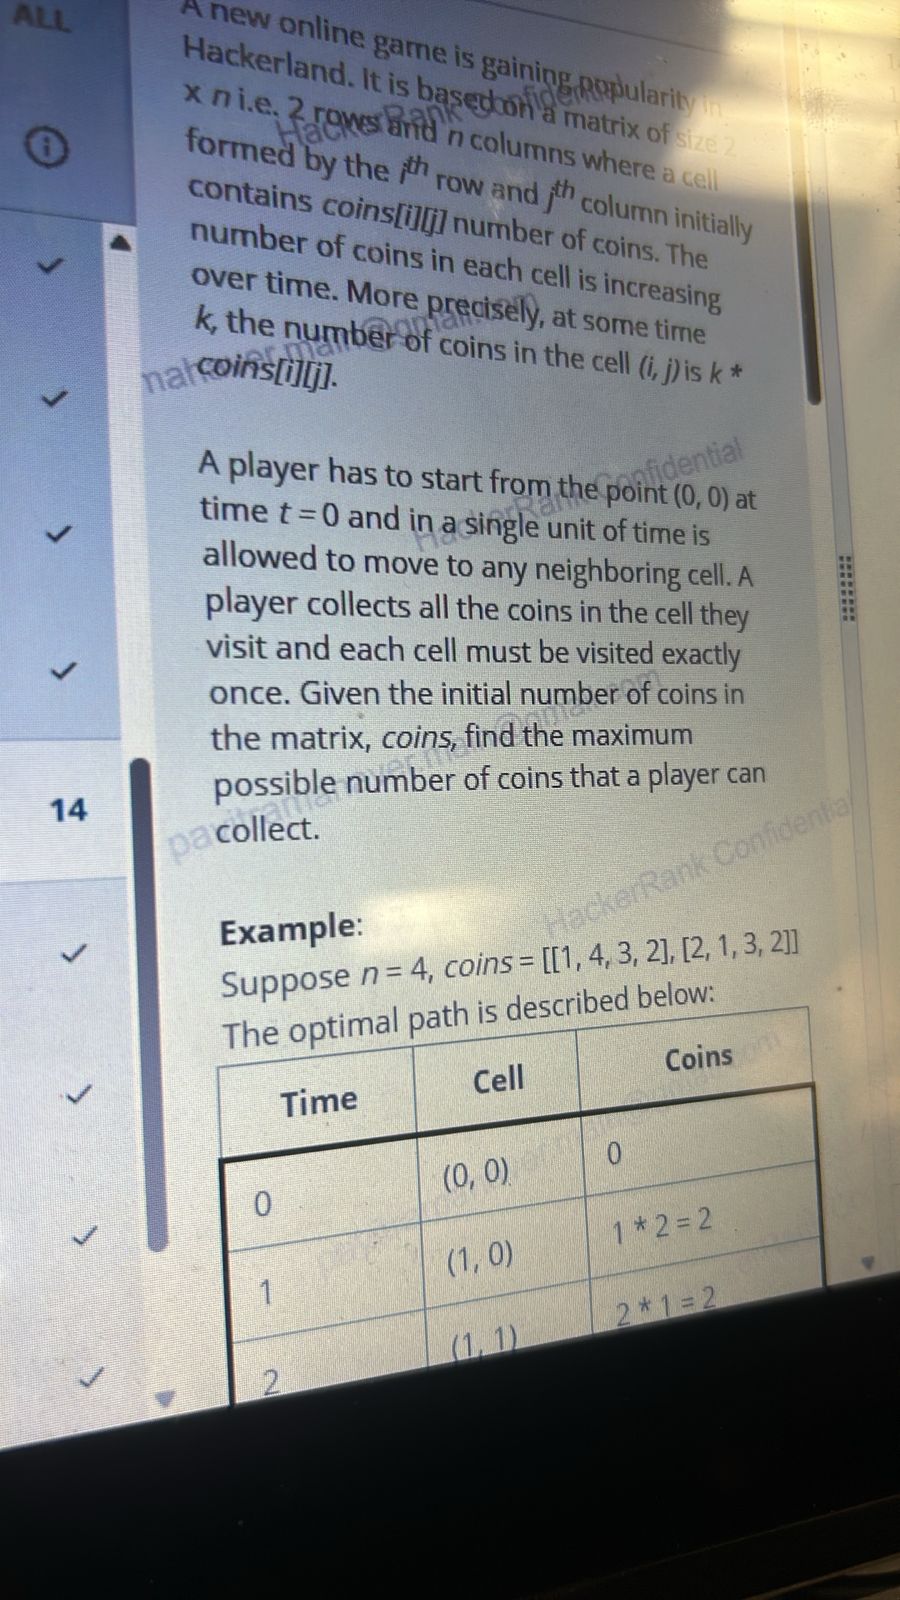 ALL
A new online game is gaining popularity in
Hackerland. It is based on a matrix of size 2
x n i.e. 2 rows and n columns where a cell
formed by the ith row and jth column initially
contains coins[i][j] number of coins. The
number of coins in each cell is increasing
over time. More precisely, at some time
k, the number of coins in the cell (i, j) is k *
coins[i][j].
A player has to start from the point (0, 0) at
time t = 0 and in a single unit of time is
allowed to move to any neighboring cell. A
player collects all the coins in the cell they
visit and each cell must be visited exactly
once. Given the initial number of coins in
the matrix, coins, find the maximum
possible number of coins that a player can
collect.
14
HackerRank Confidential
HackerRank Confidential
HackerRank Confidential
Example:
Suppose n = 4, coins = [[1, 4, 3, 2], [2, 1, 3, 2]]
The optimal path is described below:
Time Cell Coins
0 (0, 0) 0
1 (1, 0) 1 * 2 = 2
2 (1, 1) 2 * 1 = 2